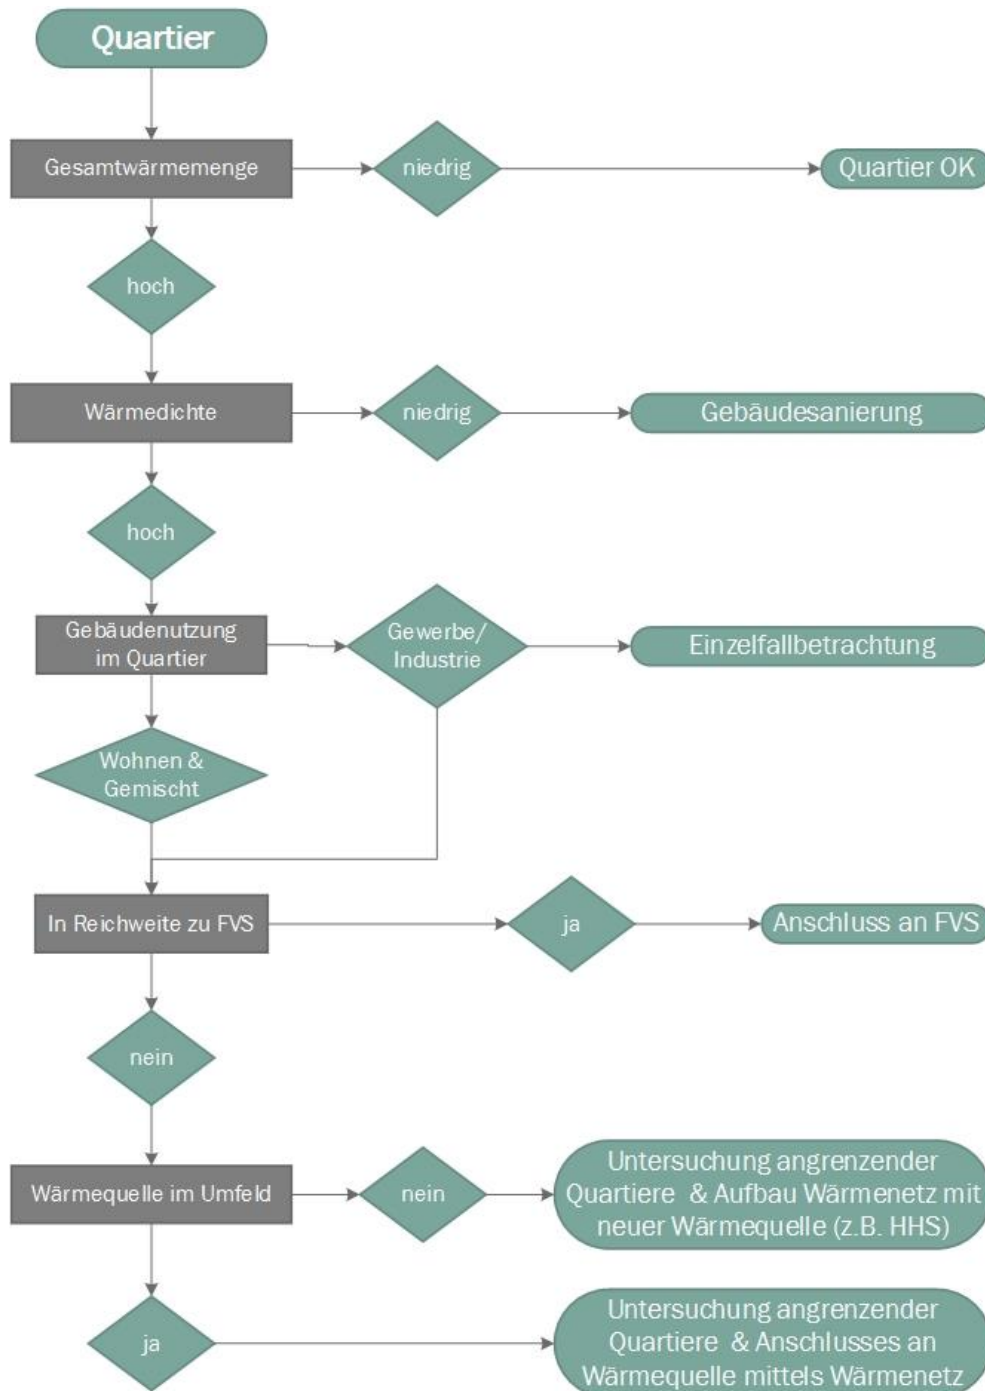 Quartier
Gesamtwärmemenge
niedrig
Quartier OK
hoch
Wärmedichte
niedrig
Gebäudesanierung
hoch
Gebäudenutzung
im Quartier
Gewerbe/
Industrie
Einzelfallbetrachtung
Wohnen &
Gemischt
In Reichweite zu FVS
ja
Anschluss an FVS
nein
Wärmequelle im Umfeld
nein
Untersuchung angrenzender
Quartiere & Aufbau Wärmenetz mit
neuer Wärmequelle (z.B. HHS)
ja
Untersuchung angrenzender
Quartiere & Anschlusses an
Wärmequelle mittels Wärmenetz